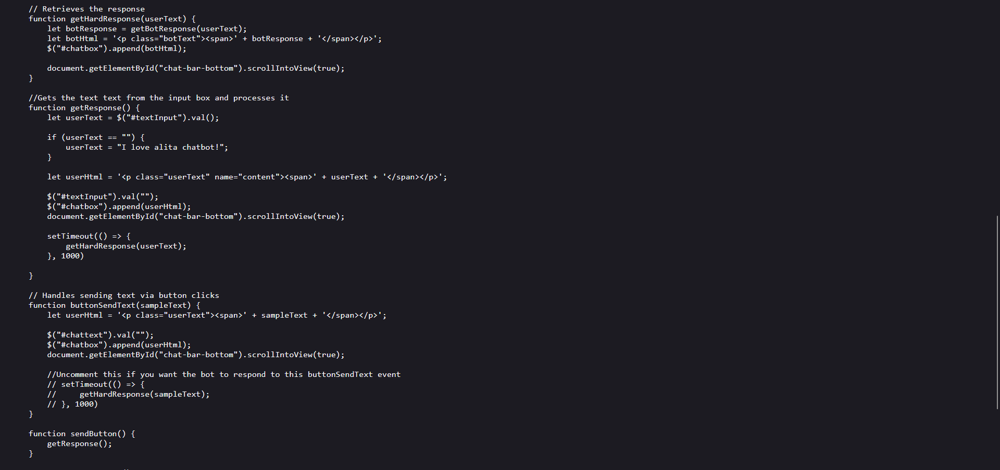 // Retrieves the response
function getHardResponse(userText) {
    let botResponse = getBotResponse(userText);
    let botHtml = '<p class="botText"><span>' + botResponse + '</span></p>';
    $("#chatbox").append(botHtml);

    document.getElementById("chat-bar-bottom").scrollIntoView(true);
}

//Gets the text text from the input box and processes it
function getResponse() {
    let userText = $("#textInput").val();

    if (userText == "") {
        userText = "I love alita chatbot!";
    }

    let userHtml = '<p class="userText" name="content"><span>' + userText + '</span></p>';

    $("#textInput").val("");
    $("#chatbox").append(userHtml);
    document.getElementById("chat-bar-bottom").scrollIntoView(true);

    setTimeout(() => {
        getHardResponse(userText);
    }, 1000)

}

// Handles sending text via button clicks
function buttonSendText(sampleText) {
    let userHtml = '<p class="userText"><span>' + sampleText + '</span></p>';

    $("#chattext").val("");
    $("#chatbox").append(userHtml);
    document.getElementById("chat-bar-bottom").scrollIntoView(true);

    //Uncomment this if you want the bot to respond to this buttonSendText event
    // setTimeout(() => {
    //     getHardResponse(sampleText);
    // }, 1000)
}

function sendButton() {
    getResponse();
}